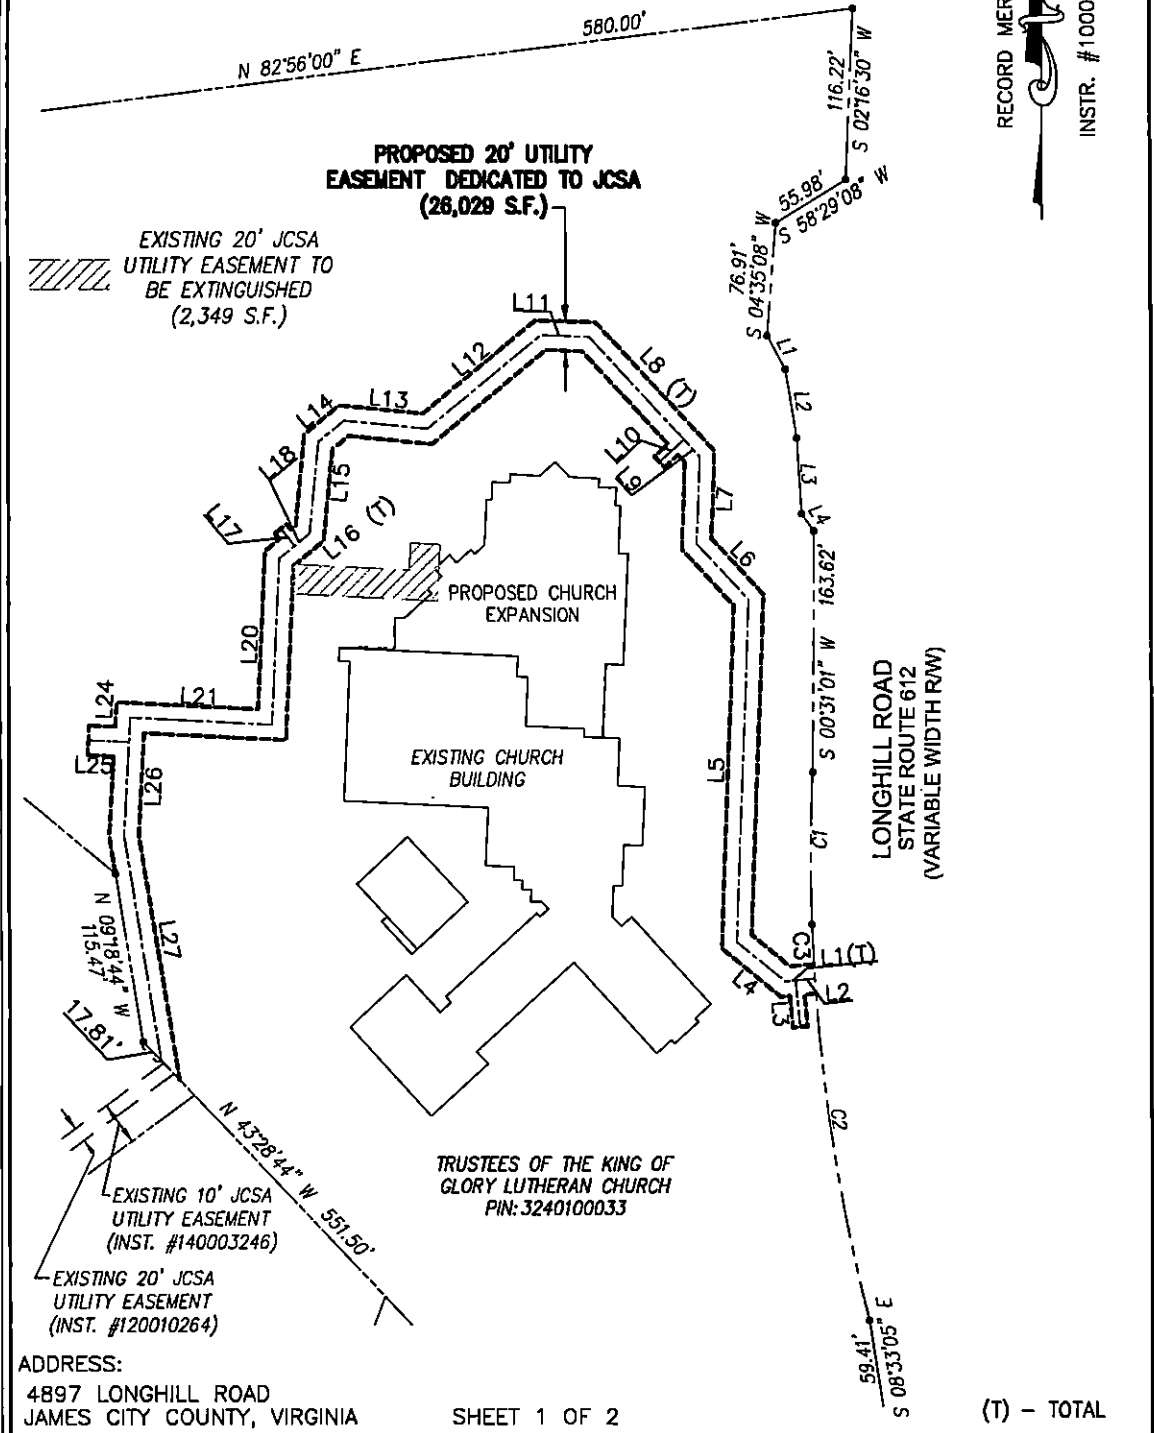 580.00'
N 82°56'00" E
RECORD MER
INSTR. #1000
116.22'
S 02°16'30" W
PROPOSED 20' UTILITY
EASEMENT DEDICATED TO JCSA
(26,029 S.F.)
55.98'
S 58°29'08" W
76.91'
S 04°35'08" W
EXISTING 20' JCSA
UTILITY EASEMENT TO
BE EXTINGUISHED
(2,349 S.F.)
L11
L1
L12
L8 (T)
L2
L13
L14
L10
L3
L18
L15
L9
L7
L4
L17
L16 (T)
L6
163.62'
S 00°31'01" W
PROPOSED CHURCH
EXPANSION
L20
LONGHILL ROAD
STATE ROUTE 612
(VARIABLE WIDTH R/W)
L24
L21
L25
L26
EXISTING CHURCH
BUILDING
L5
C1
N 09°18'44" W
115.47'
L27
C3
L1(T)
L4
L2
L3
17.81'
C2
N 43°28'44" W 551.50'
TRUSTEES OF THE KING OF
GLORY LUTHERAN CHURCH
PIN: 3240100033
EXISTING 10' JCSA
UTILITY EASEMENT
(INST. #140003246)
EXISTING 20' JCSA
UTILITY EASEMENT
(INST. #120010264)
59.41'
S 08°33'05" E
ADDRESS:
4897 LONGHILL ROAD
JAMES CITY COUNTY, VIRGINIA
SHEET 1 OF 2
(T) - TOTAL